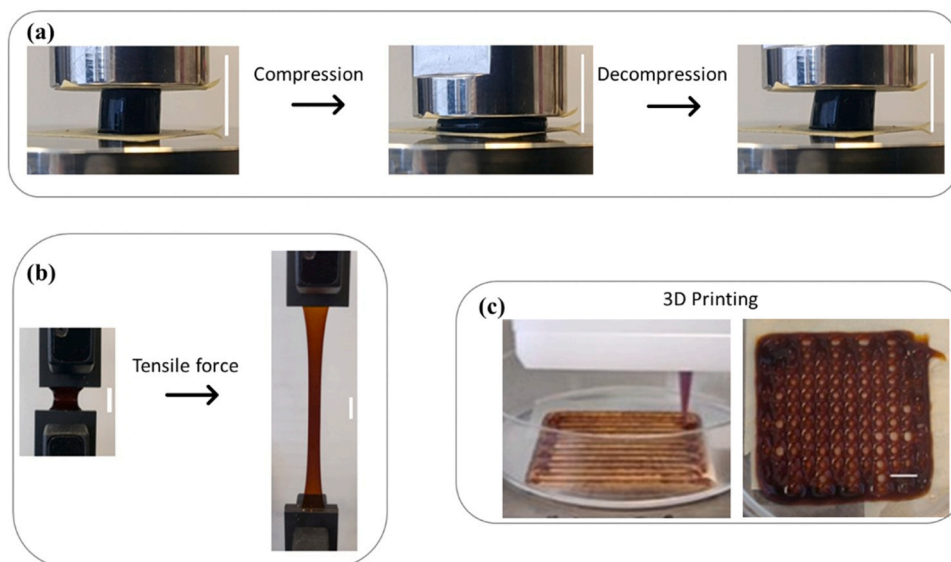 (a)
Compression
Decompression
(b)
Tensile force
(c)
3D Printing